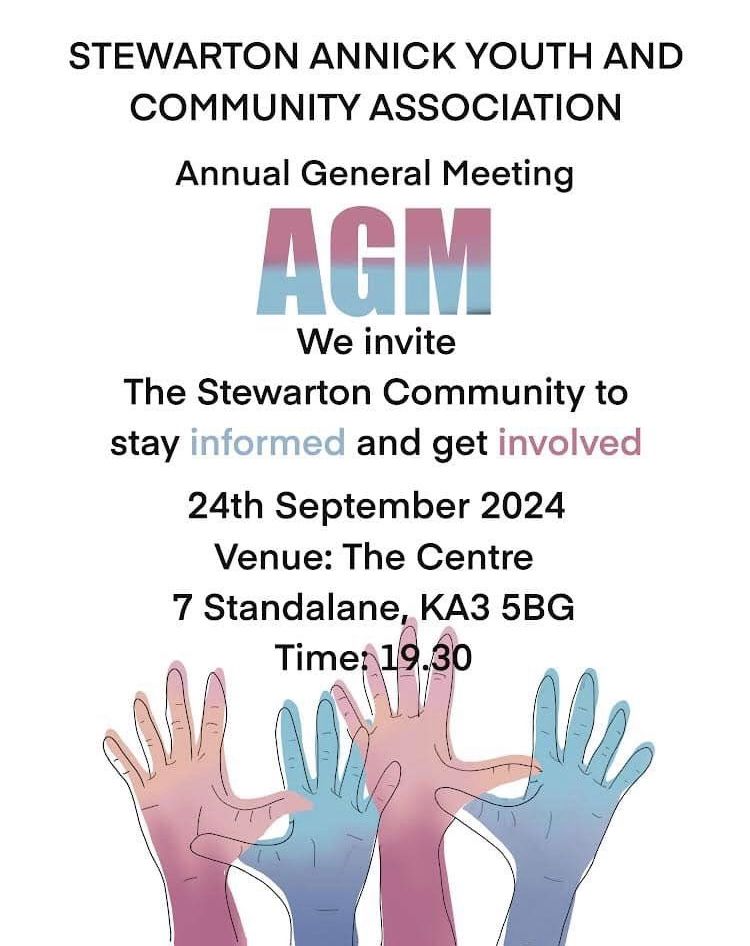 STEWARTON ANNICK YOUTH AND
COMMUNITY ASSOCIATION
Annual General Meeting
AGM
We invite
The Stewarton Community to
stay informed and get involved
24th September 2024
Venue: The Centre
7 Standalane, KA3 5BG
Time: 19.30